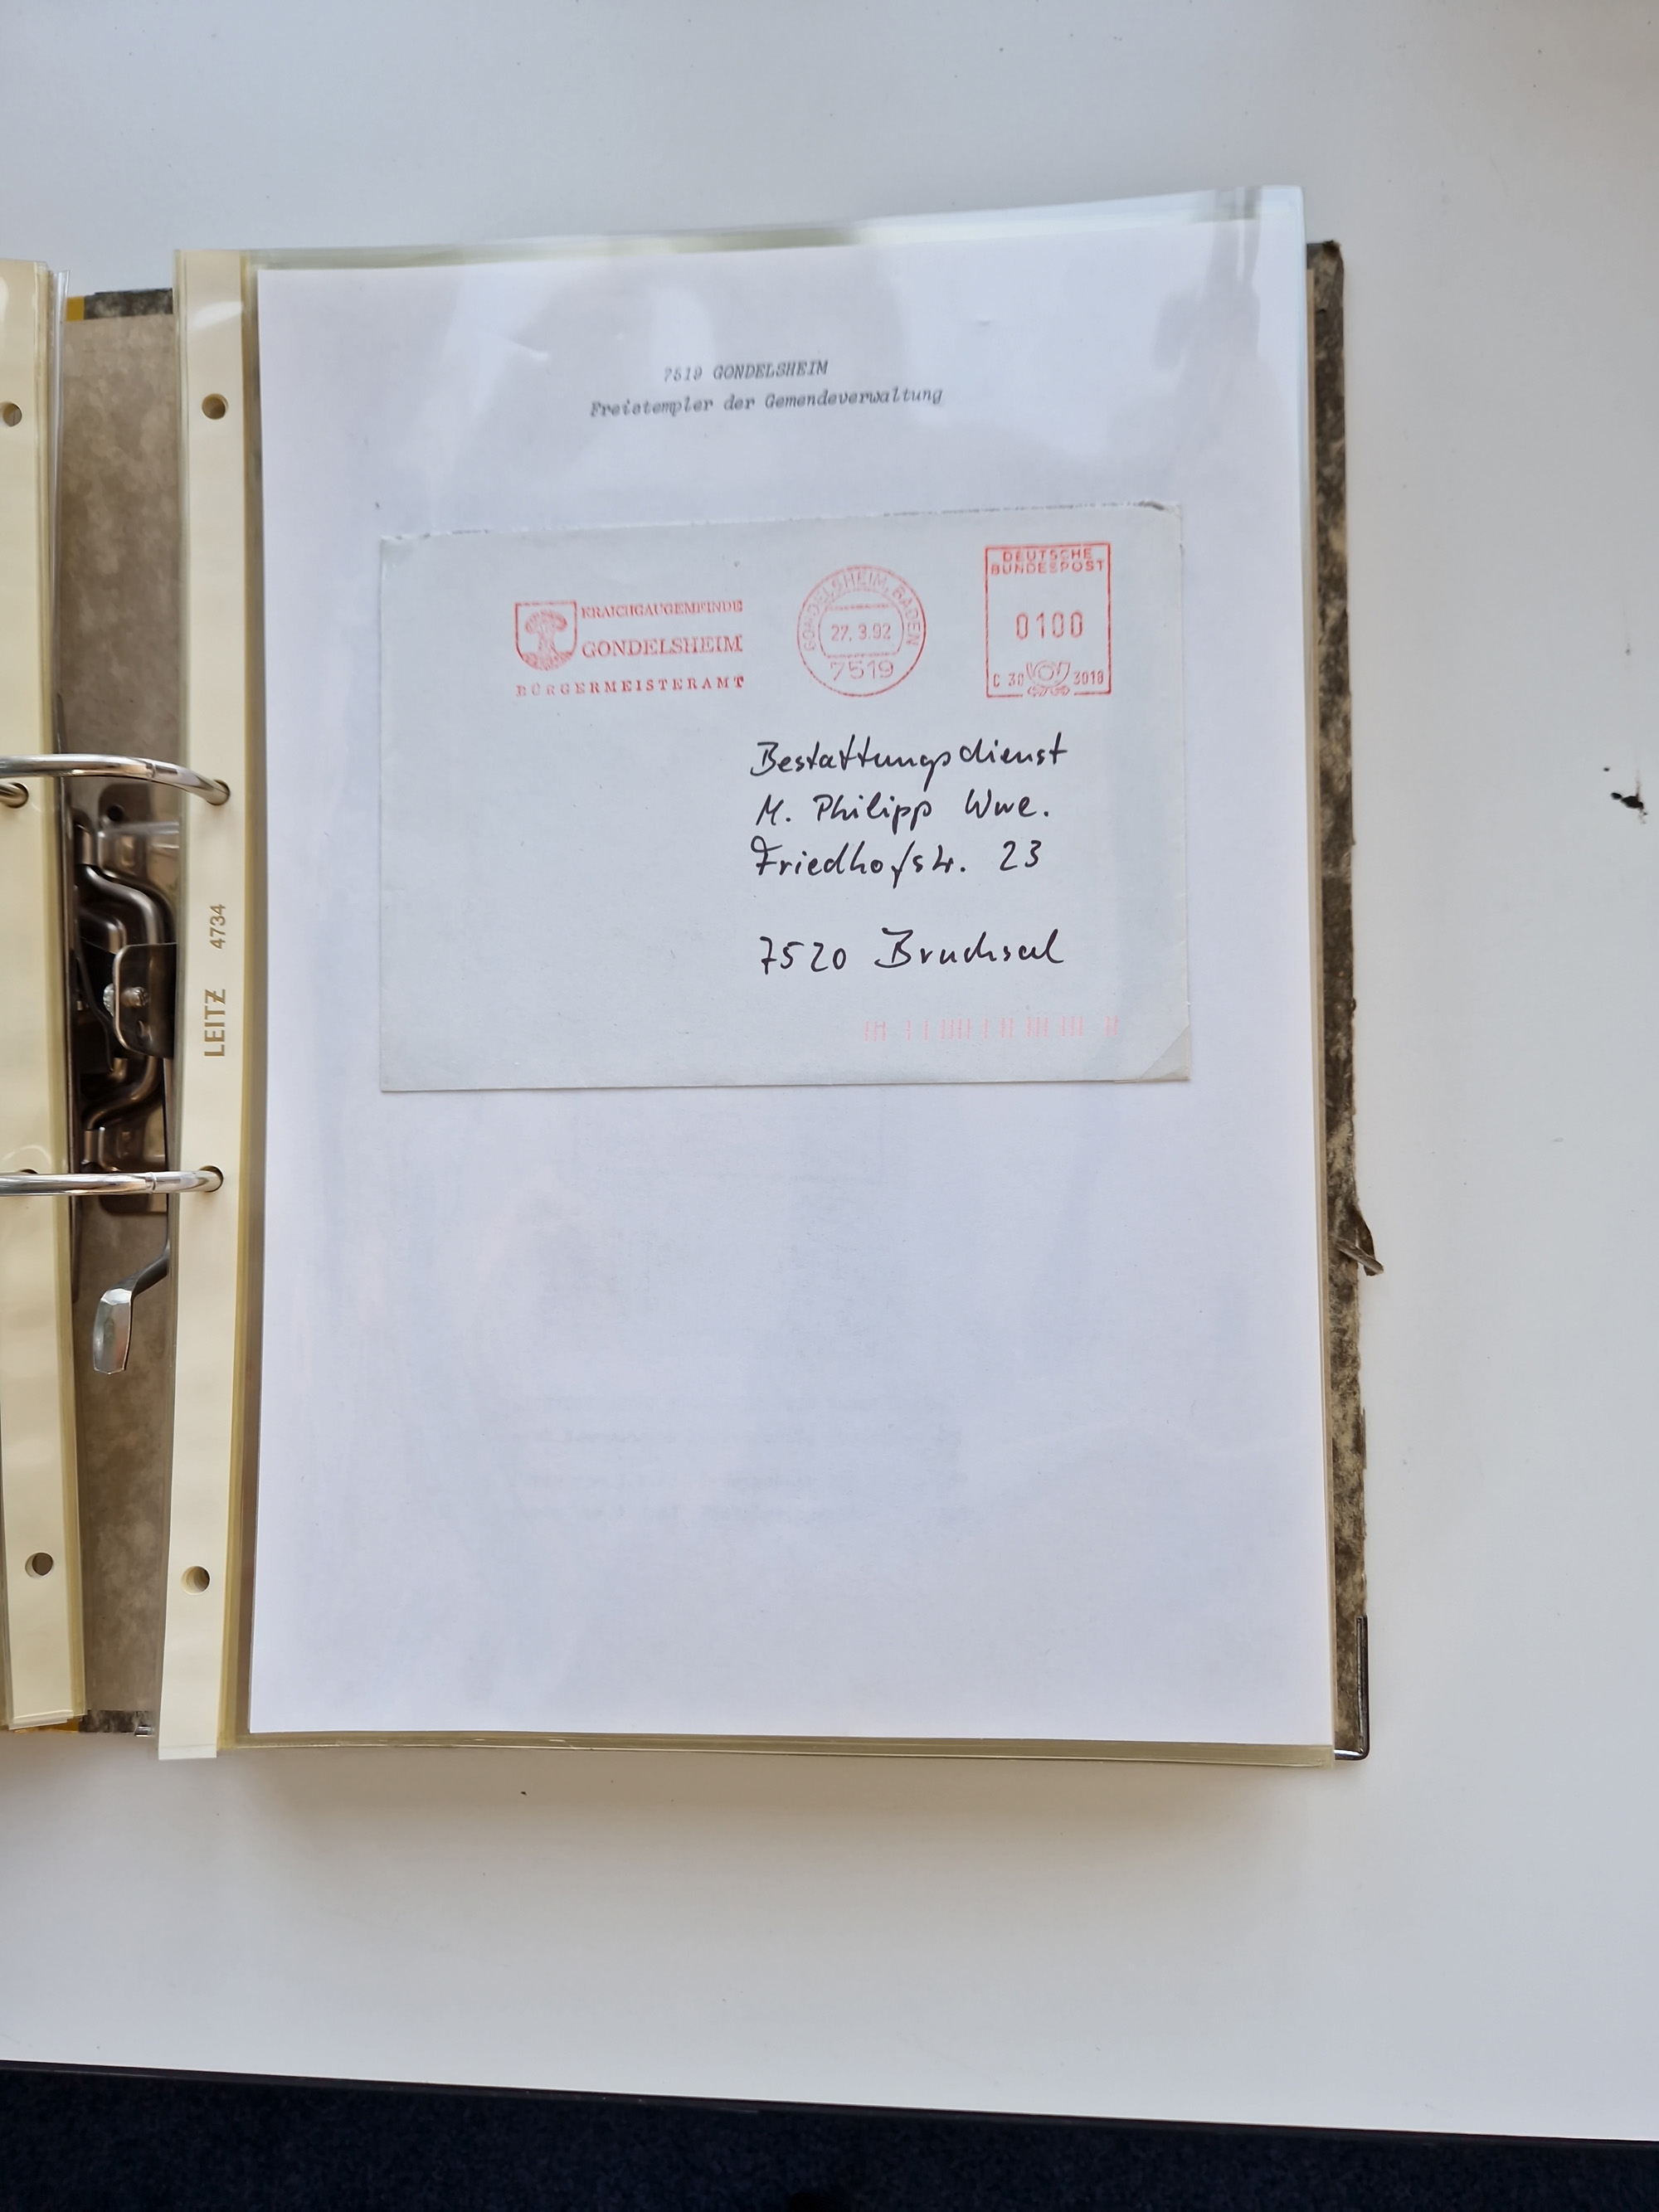 7519 GONDELSHEIM
Freistempler der Gemendeverwaltung
KRAICHGAUGEMEINDE
GONDELSHEIM
BÜRGERMEISTERAMT
GONDELSHEIM, BADEN
27. 3.92
7519
DEUTSCHE
BUNDESPOST
0100
C 30 3018
Bestattungsdienst
M. Philipp Wwe.
Friedhofstr. 23
7520 Bruchsal
LEITZ 4734